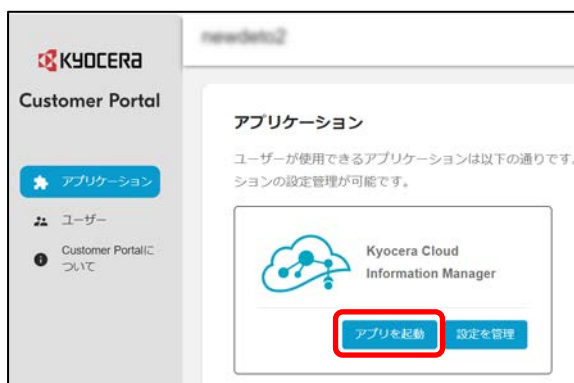 KYOCERA
Customer Portal
アプリケーション
ユーザー
Customer Portalに
ついて
アプリケーション
ユーザーが使用できるアプリケーションは以下の通りです。
ションの設定管理が可能です。
Kyocera Cloud
Information Manager
アプリを起動
設定を管理